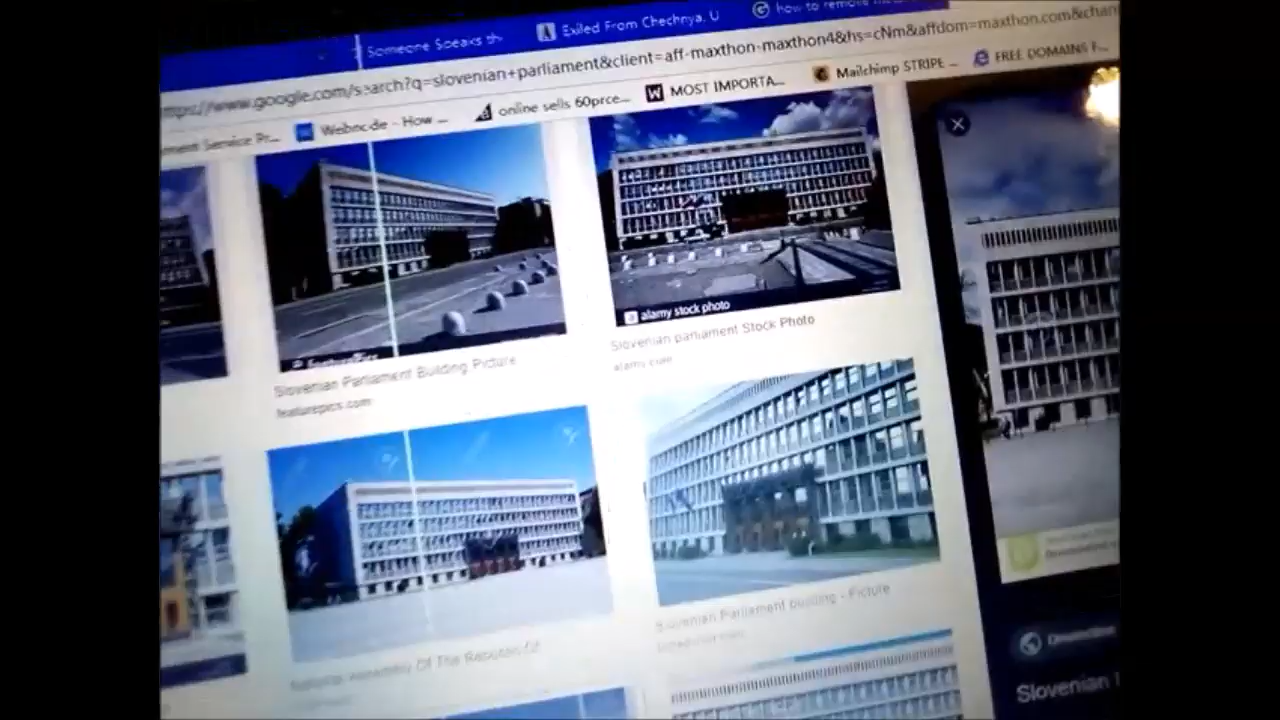 Someone Speaks th
Exiled From Chechnya, U
how to remove
https://www.google.com/search?q=slovenian+parliament&client=aff-maxthon-maxthon4&hs=cNm&affdom=maxthon.com&chan
ment Service Pr...
How ...
online sells 60prce...
MOST IMPORTA...
Mailchimp STRIPE ...
FREE DOMAINS F...
alamy stock photo
Slovenian parliament Stock Photo
Slovenian Parliament Building Picture
featurepics.com
Slovenian Parliament building - Picture
National Assembly Of The Republic Of
Slovenian